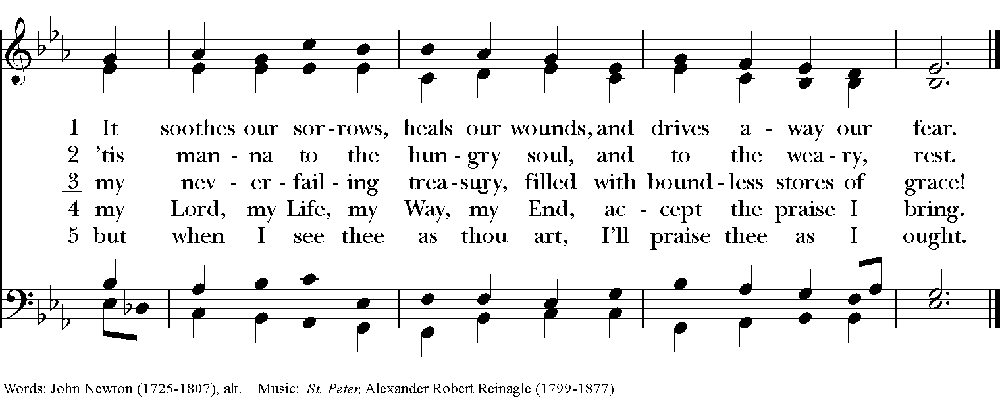 1 It soothes our sor-rows, heals our wounds, and drives a - way our fear.
2 ’tis man - na to the hun - gry soul, and to the wea - ry, rest.
3 my nev - er - fail - ing trea - sury, filled with bound - less stores of grace!
4 my Lord, my Life, my Way, my End, ac - cept the praise I bring.
5 but when I see thee as thou art, I’ll praise thee as I ought.
Words: John Newton (1725-1807), alt. Music: St. Peter, Alexander Robert Reinagle (1799-1877)